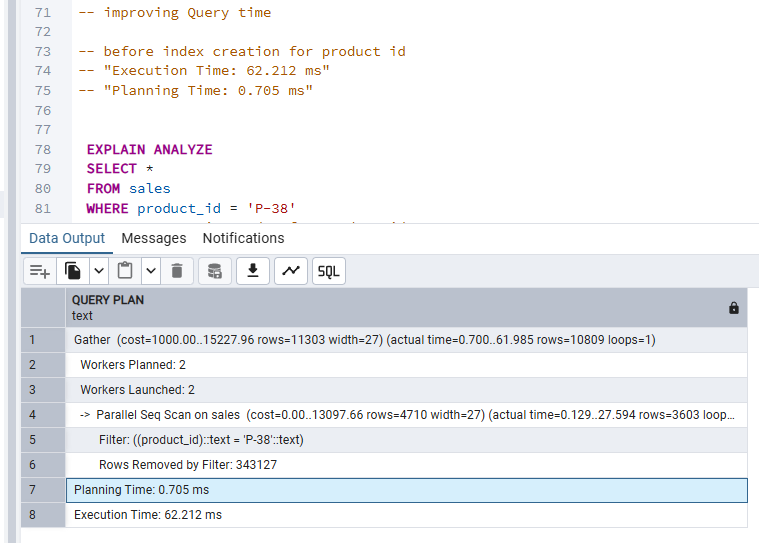 71 -- improving Query time
72
73 -- before index creation for product id
74 -- "Execution Time: 62.212 ms"
75 -- "Planning Time: 0.705 ms"
76
77
78 EXPLAIN ANALYZE
79 SELECT *
80 FROM sales
81 WHERE product_id = 'P-38'
Data Output Messages Notifications
SQL
QUERY PLAN
text
1 Gather (cost=1000.00..15227.96 rows=11303 width=27) (actual time=0.700..61.985 rows=10809 loops=1)
2 Workers Planned: 2
3 Workers Launched: 2
4 -> Parallel Seq Scan on sales (cost=0.00..13097.66 rows=4710 width=27) (actual time=0.129..27.594 rows=3603 loop...
5 Filter: ((product_id)::text = 'P-38'::text)
6 Rows Removed by Filter: 343127
7 Planning Time: 0.705 ms
8 Execution Time: 62.212 ms